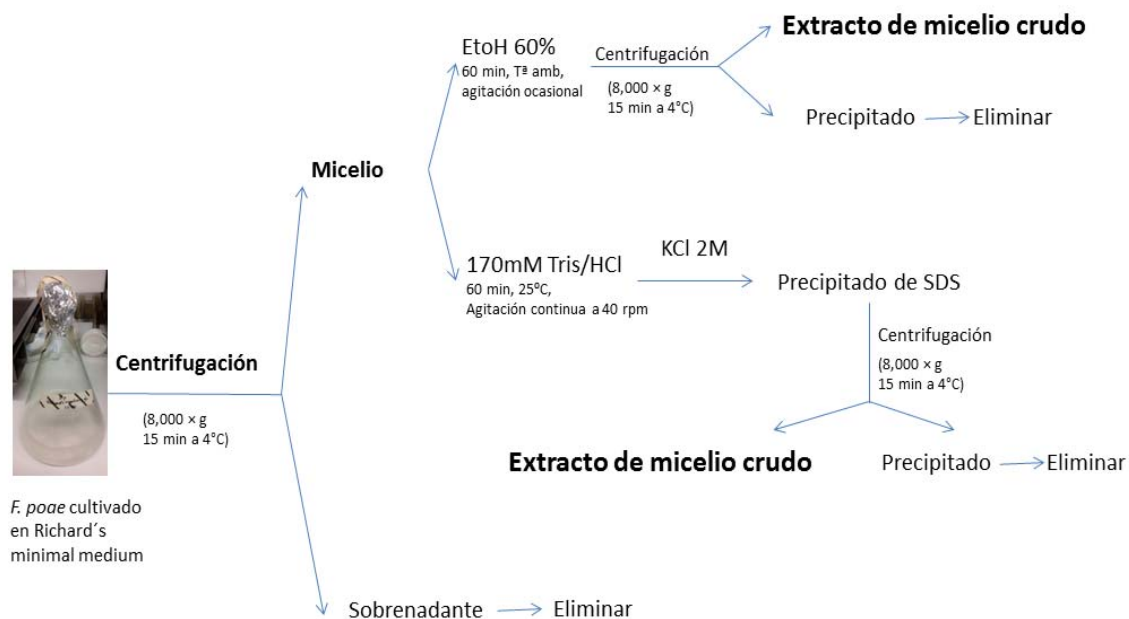 EtoH 60%
60 min, Tª amb,
agitación ocasional
Centrifugación
(8,000 × g
15 min a 4°C)
Extracto de micelio crudo
Precipitado
Eliminar
Micelio
170mM Tris/HCl
60 min, 25ºC,
Agitación continua a 40 rpm
KCl 2M
Precipitado de SDS
Centrifugación
(8,000 × g
15 min a 4°C)
Extracto de micelio crudo
Precipitado
Eliminar
Centrifugación
(8,000 × g
15 min a 4°C)
F. poae cultivado
en Richard´s
minimal medium
Sobrenadante
Eliminar